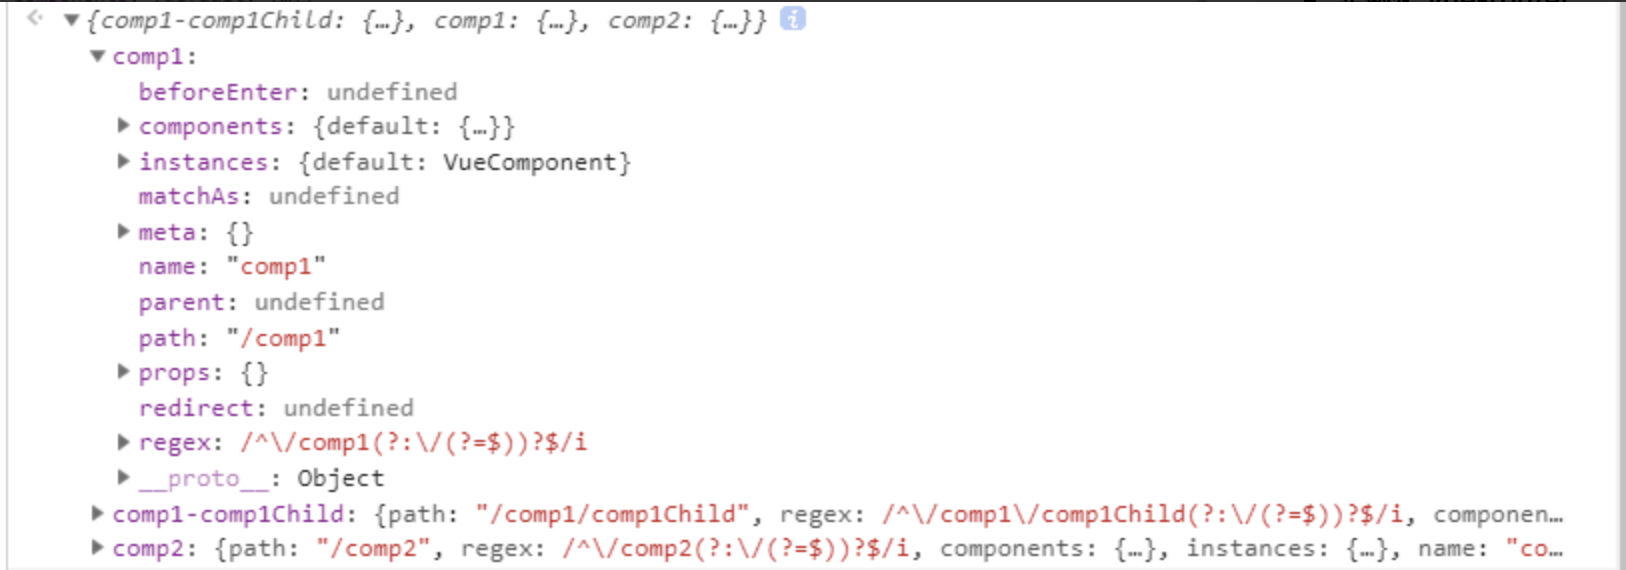 {comp1-comp1Child: {…}, comp1: {…}, comp2: {…}} i
comp1:
beforeEnter: undefined
components: {default: {…}}
instances: {default: VueComponent}
matchAs: undefined
meta: {}
name: "comp1"
parent: undefined
path: "/comp1"
props: {}
redirect: undefined
regex: /^\/comp1(?:\/(?=$))?$/i
__proto__: Object
comp1-comp1Child: {path: "/comp1/comp1Child", regex: /^\/comp1\/comp1Child(?:\/(?=$))?$/i, componen…
comp2: {path: "/comp2", regex: /^\/comp2(?:\/(?=$))?$/i, components: {…}, instances: {…}, name: "co…